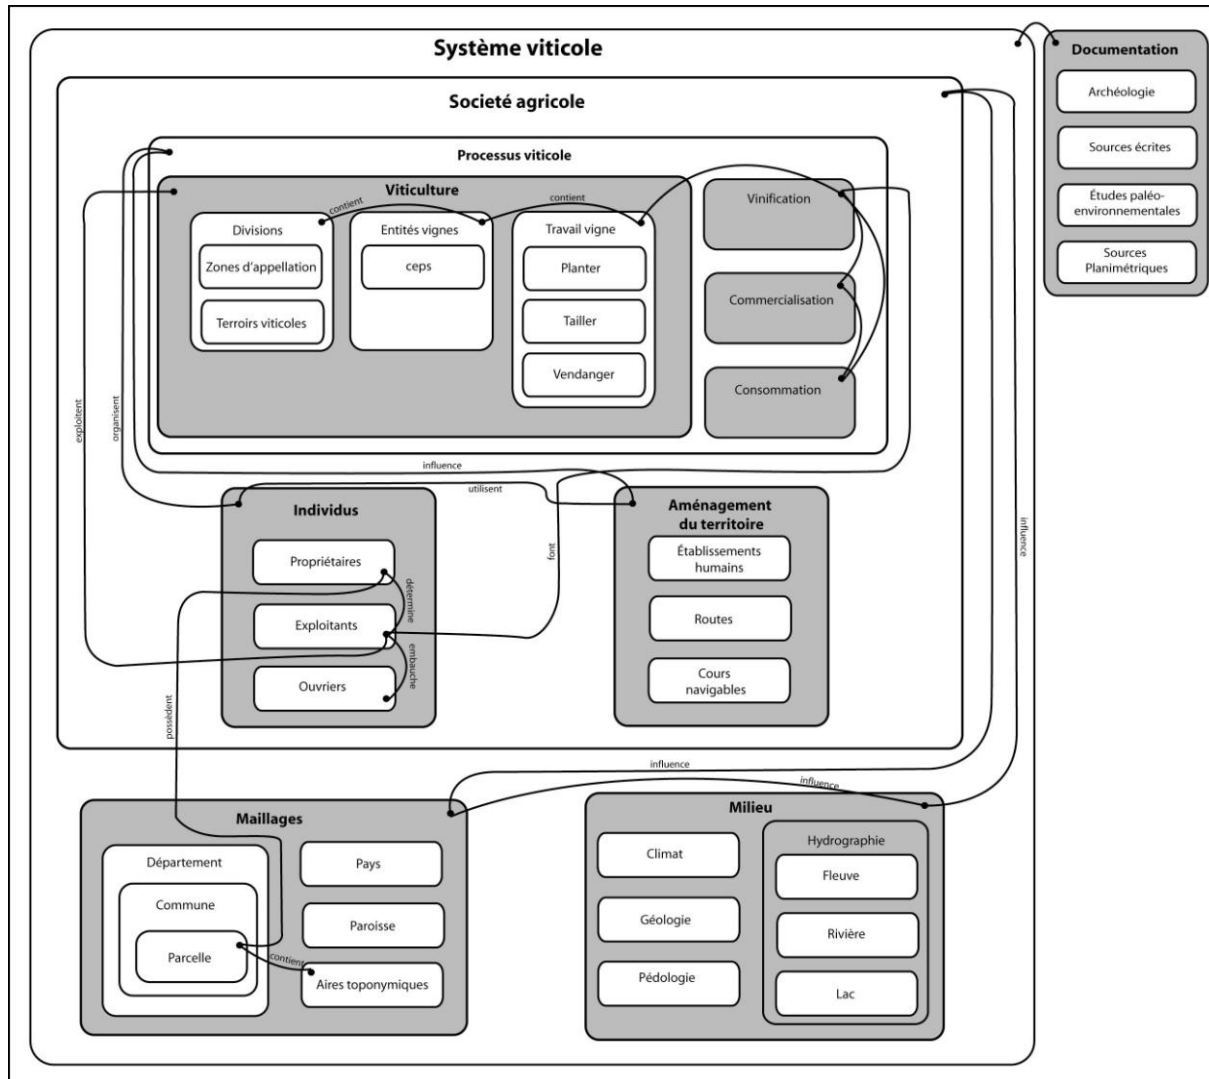 Système viticole
Documentation
Archéologie
Sources écrites
Études paléo-
environnementales
Sources
Planimétriques
Societé agricole
Processus viticole
Viticulture
contient
contient
Divisions
Zones d'appellation
Terroirs viticoles
Entités vignes
ceps
Travail vigne
Planter
Tailler
Vendanger
Vinification
Commercialisation
Consommation
exploitent
organisent
influence
utilisent
font
influence
Individus
Propriétaires
détermine
Exploitants
embauche
Ouvriers
possèdent
Aménagement
du territoire
Établissements
humains
Routes
Cours
navigables
influence
influence
Maillages
Département
Commune
Parcelle
contient
Pays
Paroisse
Aires toponymiques
Milieu
Climat
Géologie
Pédologie
Hydrographie
Fleuve
Rivière
Lac